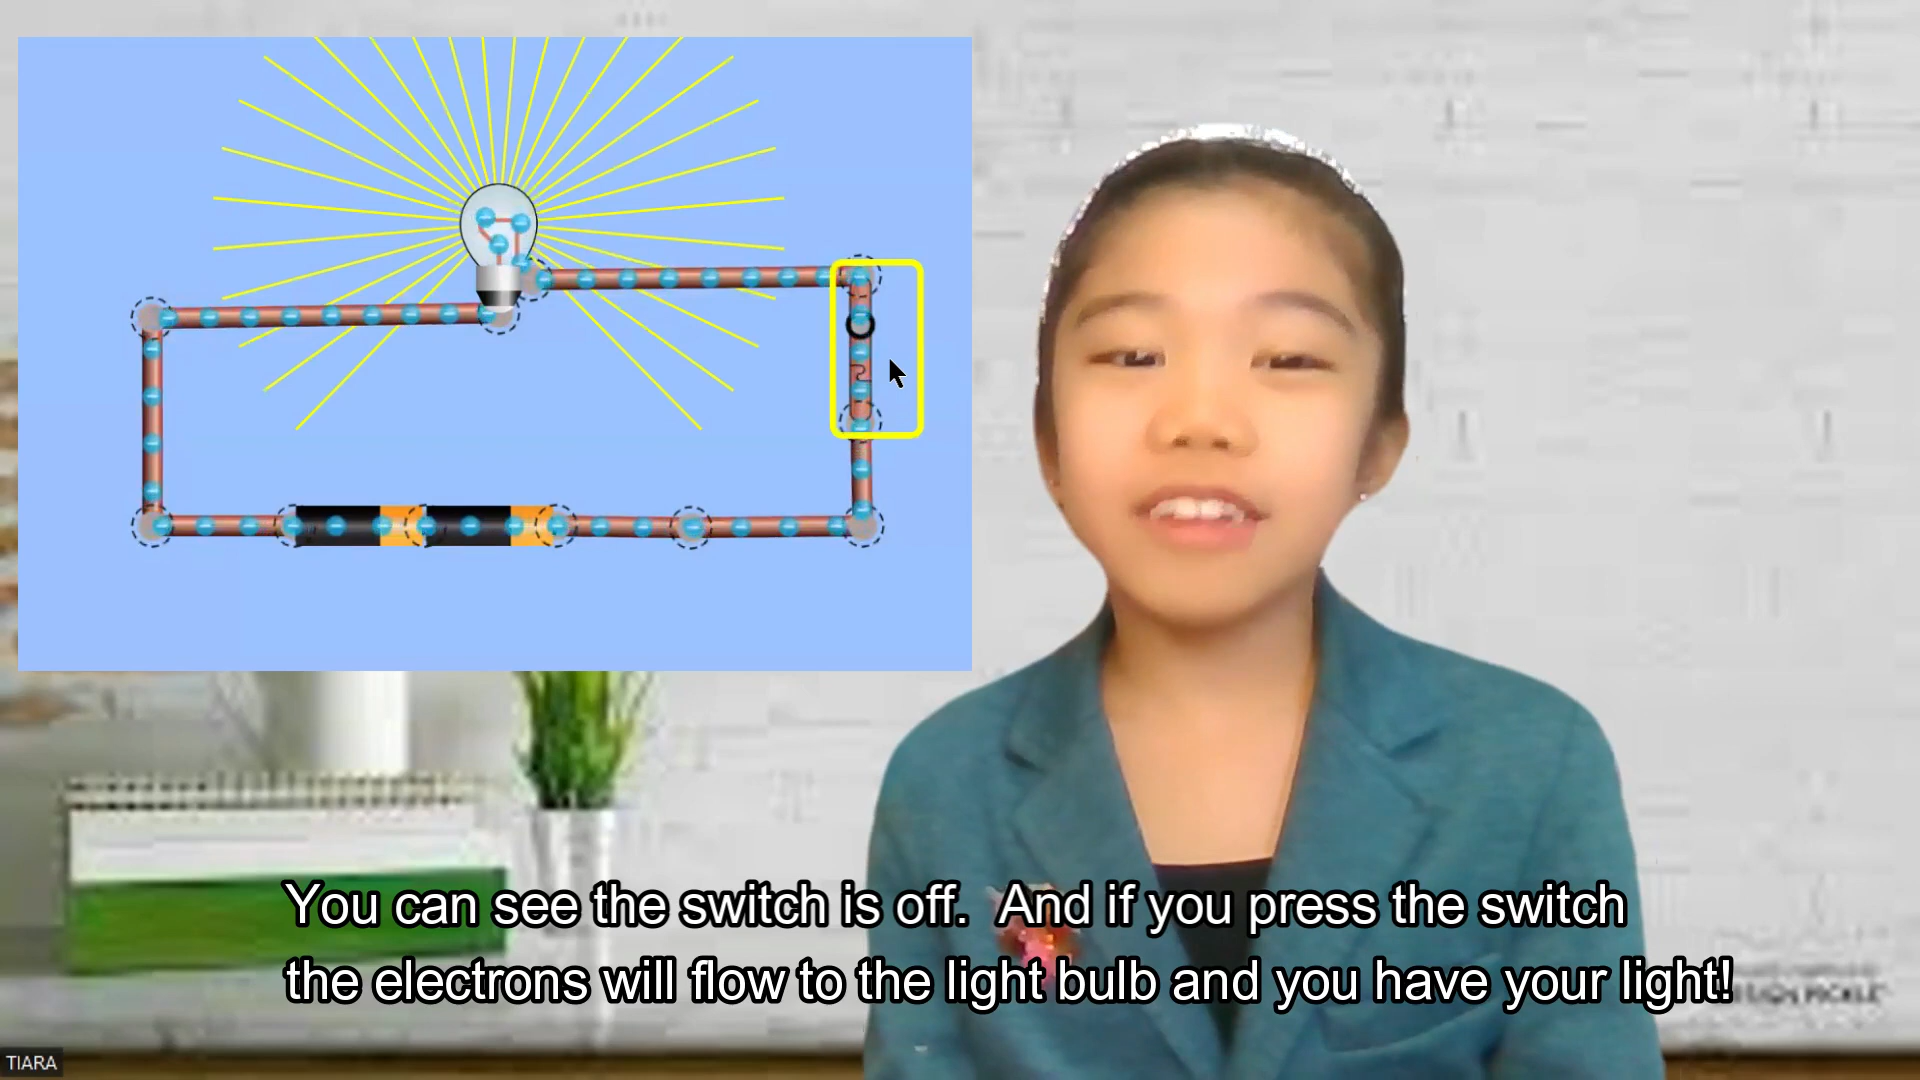 You can see the switch is off.  And if you press the switch
the electrons will flow to the light bulb and you have your light!
TIARA